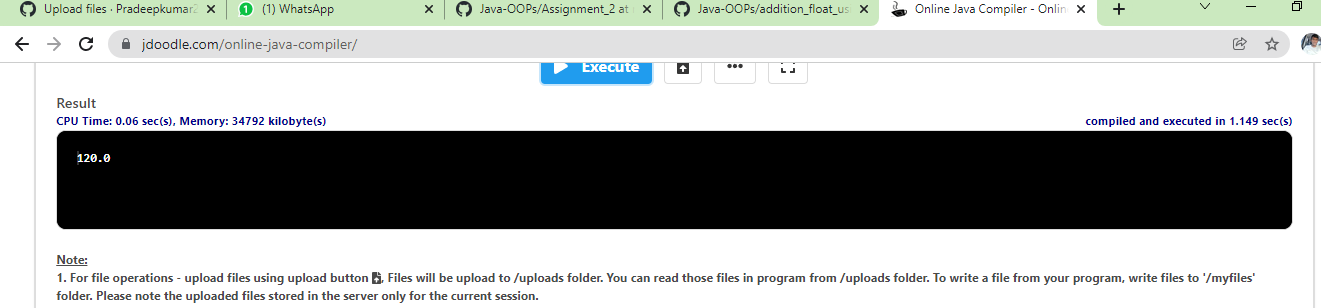 Upload files · Pradeepkumar2
(1) WhatsApp
Java-OOPs/Assignment_2 at
Java-OOPs/addition_float_us
Online Java Compiler - Onlin
jdoodle.com/online-java-compiler/
Execute
Result
CPU Time: 0.06 sec(s), Memory: 34792 kilobyte(s)
compiled and executed in 1.149 sec(s)
120.0
Note:
1. For file operations - upload files using upload button , Files will be upload to /uploads folder. You can read those files in program from /uploads folder. To write a file from your program, write files to '/myfiles'
folder. Please note the uploaded files stored in the server only for the current session.